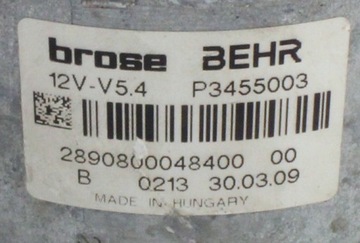 brose BEHR
12V-V5.4 P3455003
2890800048400 00
B 0213 30.03.09
MADE IN HUNGARY